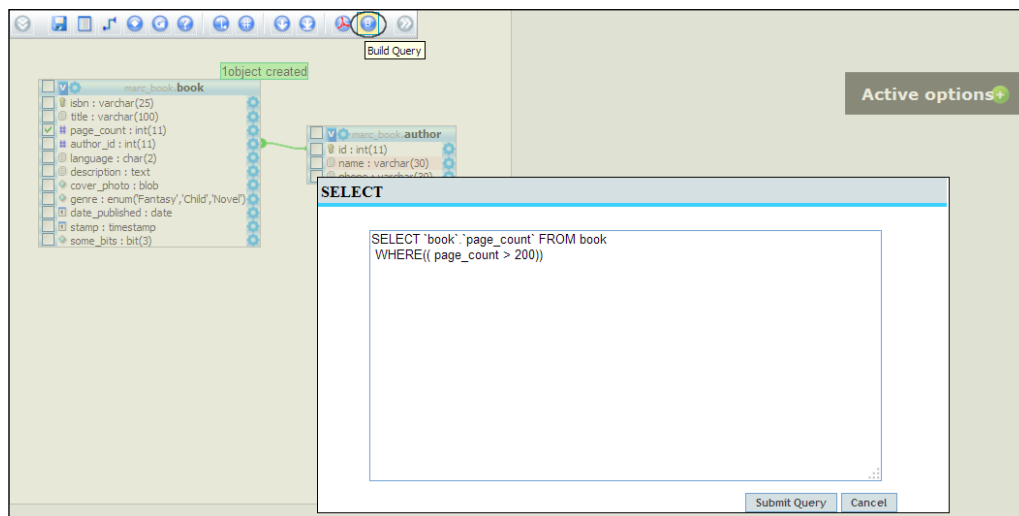 Build Query
1object created
marc_book.book
isbn : varchar(25)
title : varchar(100)
# page_count : int(11)
# author_id : int(11)
language : char(2)
description : text
cover_photo : blob
genre : enum('Fantasy','Child','Novel')
date_published : date
stamp : timestamp
some_bits : bit(3)
Active options
marc_book.author
id : int(11)
name : varchar(30)
phone : varchar(30)
SELECT
SELECT `book`.`page_count` FROM book
WHERE(( page_count > 200))
Submit Query Cancel